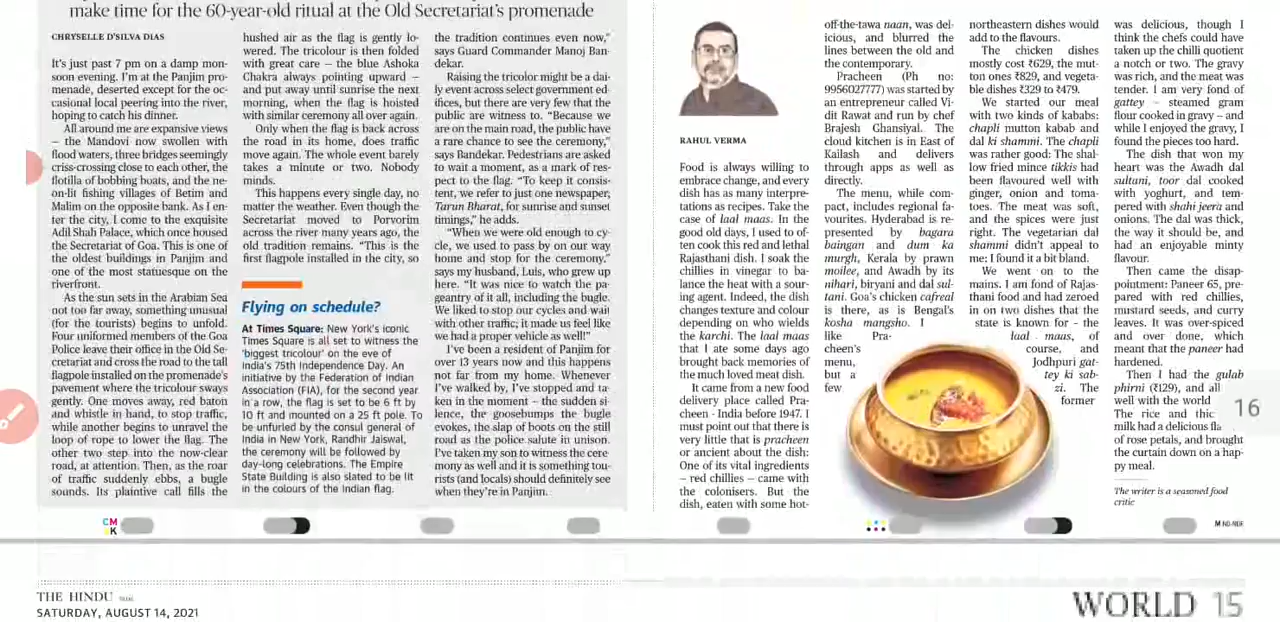 make time for the 60-year-old ritual at the Old Secretariat's promenade
CHRYSELLE D'SILVA DIAS
It's just past 7 pm on a damp mon-
soon evening. I'm at the Panjim pro-
menade, deserted except for the oc-
casional local peering into the river,
hoping to catch his dinner.
All around me are expansive views
– the Mandovi now swollen with
flood waters, three bridges seemingly
criss-crossing close to each other, the
flotilla of bobbing boats, and the ne-
on-lit fishing villages of Betim and
Malim on the opposite bank. As I en-
ter the city, I come to the exquisite
Adil Shah Palace, which once housed
the Secretariat of Goa. This is one of
the oldest buildings in Panjim and
one of the most statuesque on the
riverfront.
As the sun sets in the Arabian Sea
not too far away, something unusual
(for the tourists) begins to unfold.
Four uniformed members of the Goa
Police leave their office in the Old Se-
cretariat and cross the road to the tall
flagpole installed on the promenade's
pavement where the tricolour sways
gently. One moves away, red baton
and whistle in hand, to stop traffic,
while another begins to unravel the
loop of rope to lower the flag. The
other two step into the now-clear
road, at attention. Then, as the roar
of traffic suddenly ebbs, a bugle
sounds. Its plaintive call fills the
hushed air as the flag is gently lo-
wered. The tricolour is then folded
with great care – the blue Ashoka
Chakra always pointing upward –
and put away until sunrise the next
morning, when the flag is hoisted
with similar ceremony all over again.
Only when the flag is back across
the road in its home, does traffic
move again. The whole event barely
takes a minute or two. Nobody
minds.
This happens every single day, no
matter the weather. Even though the
Secretariat moved to Porvorim
across the river many years ago, the
old tradition remains. "This is the
first flagpole installed in the city, so
Flying on schedule?
At Times Square: New York's iconic
Times Square is all set to witness the
'biggest tricolour' on the eve of
India's 75th Independence Day. An
initiative by the Federation of Indian
Association (FIA), for the second year
in a row, the flag is set to be 6 ft by
10 ft and mounted on a 25 ft pole. To
be unfurled by the consul general of
India in New York, Randhir Jaiswal,
the ceremony will be followed by
day-long celebrations. The Empire
State Building is also slated to be lit
in the colours of the Indian flag.
the tradition continues even now,"
says Guard Commander Manoj Ban-
dekar.
Raising the tricolor might be a dai-
ly event across select government ed-
ifices, but there are very few that the
public are witness to. "Because we
are on the main road, the public have
a rare chance to see the ceremony,"
says Bandekar. Pedestrians are asked
to wait a moment, as a mark of res-
pect to the flag. "To keep it consis-
tent, we refer to just one newspaper,
Tarun Bharat, for sunrise and sunset
timings," he adds.
"When we were old enough to cy-
cle, we used to pass by on our way
home and stop for the ceremony,"
says my husband, Luis, who grew up
here. "It was nice to watch the pa-
geantry of it all, including the bugle.
We liked to stop our cycles and wait
with other traffic; it made us feel like
we had a proper vehicle as well!"
I've been a resident of Panjim for
over 13 years now and this happens
not far from my home. Whenever
I've walked by, I've stopped and ta-
ken in the moment – the sudden si-
lence, the goosebumps the bugle
evokes, the slap of boots on the still
road as the police salute in unison.
I've taken my son to witness the cere-
mony as well and it is something tou-
rists (and locals) should definitely see
when they're in Panjim.
RAHUL VERMA
Food is always willing to
embrace change, and every
dish has as many interpre-
tations as recipes. Take the
case of laal maas. In the
good old days, I used to of-
ten cook this red and lethal
Rajasthani dish. I soak the
chillies in vinegar to ba-
lance the heat with a sour-
ing agent. Indeed, the dish
changes texture and colour
depending on who wields
the karchi. The laal maas
that I ate some days ago
brought back memories of
the much loved meat dish.
It came from a new food
delivery place called Pra-
cheen - India before 1947. I
must point out that there is
very little that is pracheen
or ancient about the dish:
One of its vital ingredients
– red chillies – came with
the colonisers. But the
dish, eaten with some hot-
off-the-tawa naan, was del-
icious, and blurred the
lines between the old and
the contemporary.
Pracheen (Ph no:
9956027777) was started by
an entrepreneur called Vi-
dit Rawat and run by chef
Brajesh Ghansiyal. The
cloud kitchen is in East of
Kailash and delivers
through apps as well as
directly.
The menu, while com-
pact, includes regional fa-
vourites. Hyderabad is re-
presented by bagara
baingan and dum ka
murgh, Kerala by prawn
moilee, and Awadh by its
nihari, biryani and dal sul-
tani. Goa's chicken cafreal
is there, as is Bengal's
kosha mangsho. I
like Pra-
cheen's
menu,
but a
few
northeastern dishes would
add to the flavours.
The chicken dishes
mostly cost ₹629, the mut-
ton ones ₹829, and vegeta-
ble dishes ₹329 to ₹479.
We started our meal
with two kinds of kababs:
chapli mutton kabab and
dal ki shammi. The chapli
was rather good: The shal-
low fried mince tikkis had
been flavoured well with
ginger, onion and toma-
toes. The meat was soft,
and the spices were just
right. The vegetarian dal
shammi didn't appeal to
me: I found it a bit bland.
We went on to the
mains. I am fond of Rajas-
thani food and had zeroed
in on two dishes that the
state is known for – the
laal maas, of
course, and
Jodhpuri gat-
tey ki sab-
zi. The
former
was delicious, though I
think the chefs could have
taken up the chilli quotient
a notch or two. The gravy
was rich, and the meat was
tender. I am very fond of
gattey – steamed gram
flour cooked in gravy – and
while I enjoyed the gravy, I
found the pieces too hard.
The dish that won my
heart was the Awadh dal
sultani, toor dal cooked
with yoghurt, and tem-
pered with shahi jeera and
onions. The dal was thick,
the way it should be, and
had an enjoyable minty
flavour.
Then came the disap-
pointment: Paneer 65, pre-
pared with red chillies,
mustard seeds, and curry
leaves. It was over-spiced
and over done, which
meant that the paneer had
hardened.
Then I had the gulab
phirni (₹129), and all
well with the world
The rice and thic
milk had a delicious fla
of rose petals, and brought
the curtain down on a hap-
py meal.
The writer is a seasoned food
critic
16
CM
K
M ND-NDE
THE HINDU
SATURDAY, AUGUST 14, 2021
WORLD 15